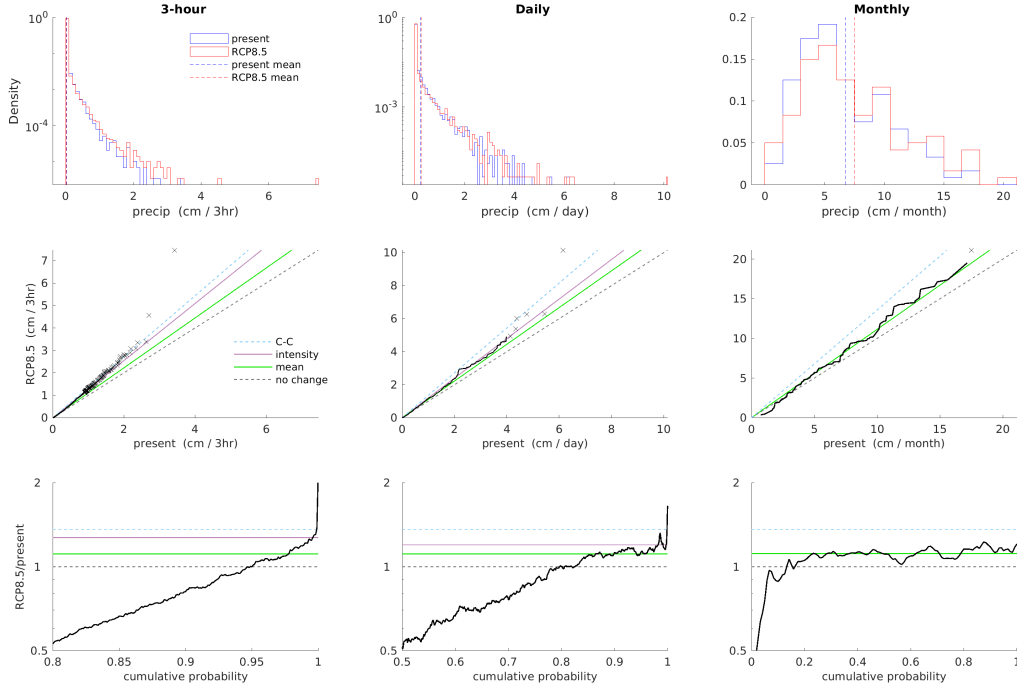 3-hour
Daily
Monthly
Density
10^0
10^-4
0 2 4 6
precip (cm / 3hr)
present
RCP8.5
present mean
RCP8.5 mean
10^0
10^-3
0 2 4 6 8 10
precip (cm / day)
0.2
0.15
0.1
0.05
0
0 5 10 15 20
precip (cm / month)
RCP8.5 (cm / 3hr)
7
6
5
4
3
2
1
0
0 2 4 6
present (cm / 3hr)
C-C
intensity
mean
no change
10
8
6
4
2
0
0 2 4 6 8 10
present (cm / day)
20
15
10
5
0
0 5 10 15 20
present (cm / month)
RCP8.5/present
2
1
0.5
0.8 0.85 0.9 0.95 1
cumulative probability
2
1
0.5
0.5 0.6 0.7 0.8 0.9 1
cumulative probability
2
1
0.5
0 0.2 0.4 0.6 0.8 1
cumulative probability